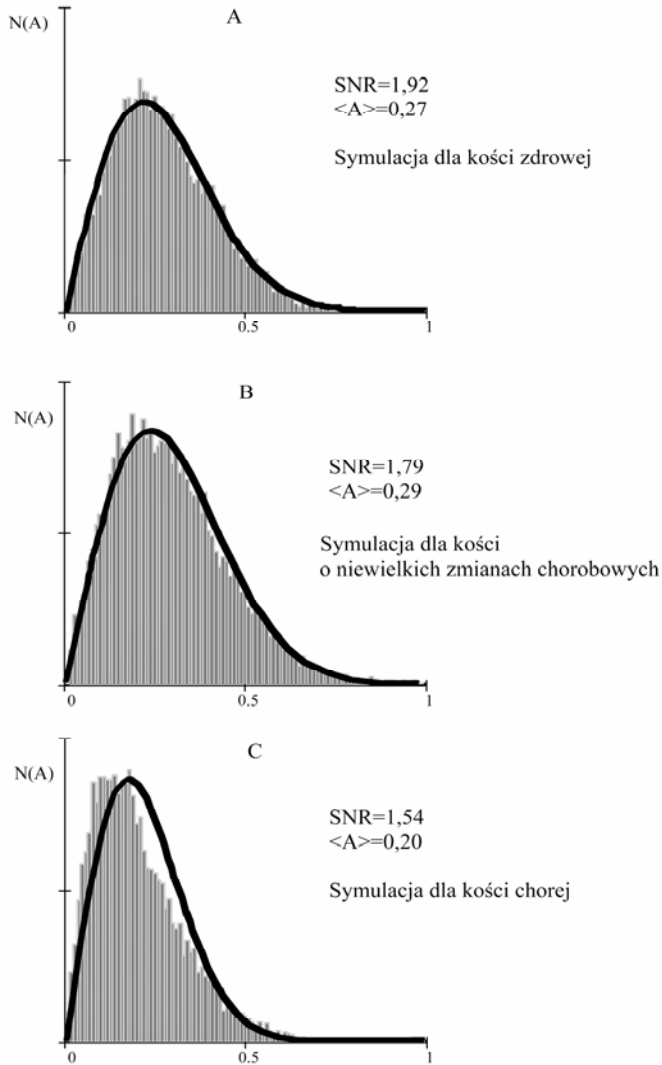 A
N(A)
SNR=1,92
<A>=0,27
Symulacja dla kości zdrowej
0
0.5
1
B
N(A)
SNR=1,79
<A>=0,29
Symulacja dla kości
o niewielkich zmianach chorobowych
0
0.5
1
C
N(A)
SNR=1,54
<A>=0,20
Symulacja dla kości chorej
0
0.5
1